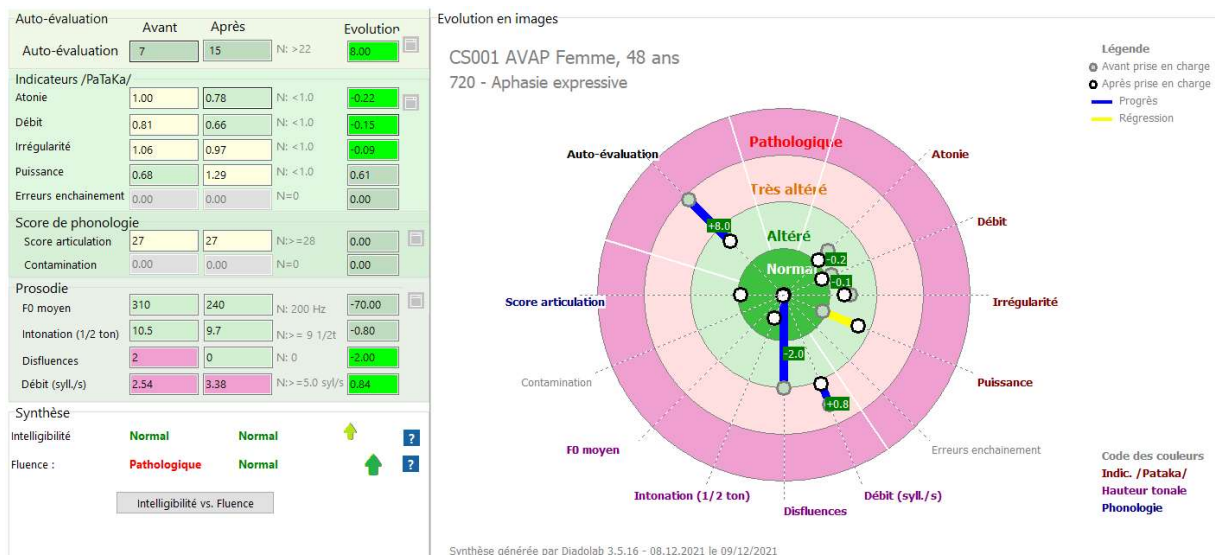 Auto-évaluation
Avant Après Evolution
Auto-évaluation 7 15 N: >22 8.00
Indicateurs /PaTaKa/
Atonie 1.00 0.78 N: <1.0 -0.22
Débit 0.81 0.66 N: <1.0 -0.15
Irrégularité 1.06 0.97 N: <1.0 -0.09
Puissance 0.68 1.29 N: <1.0 0.61
Erreurs enchainement 0.00 0.00 N=0 0.00
Score de phonologie
Score articulation 27 27 N:>=28 0.00
Contamination 0.00 0.00 N=0 0.00
Prosodie
F0 moyen 310 240 N: 200 Hz -70.00
Intonation (1/2 ton) 10.5 9.7 N:>= 9 1/2t -0.80
Disfluences 2 0 N: 0 -2.00
Débit (syll./s) 2.54 3.38 N:>=5.0 syl/s 0.84
Synthèse
Intelligibilité Normal Normal ?
Fluence : Pathologique Normal ?
Intelligibilité vs. Fluence
Evolution en images
CS001 AVAP Femme, 48 ans
720 - Aphasie expressive
Légende
Avant prise en charge
Après prise en charge
Progrès
Régression
Pathologique
Très altéré
Altéré
Normal
Auto-évaluation
Atonie
Débit
Irrégularité
Puissance
Erreurs enchainement
Débit (syll./s)
Disfluences
Intonation (1/2 ton)
F0 moyen
Contamination
Score articulation
+8.0
-0.2
-0.1
-2.0
+0.8
Code des couleurs
Indic. /Pataka/
Hauteur tonale
Phonologie
Synthèse générée par Diadolab 3.5.16 - 08.12.2021 le 09/12/2021